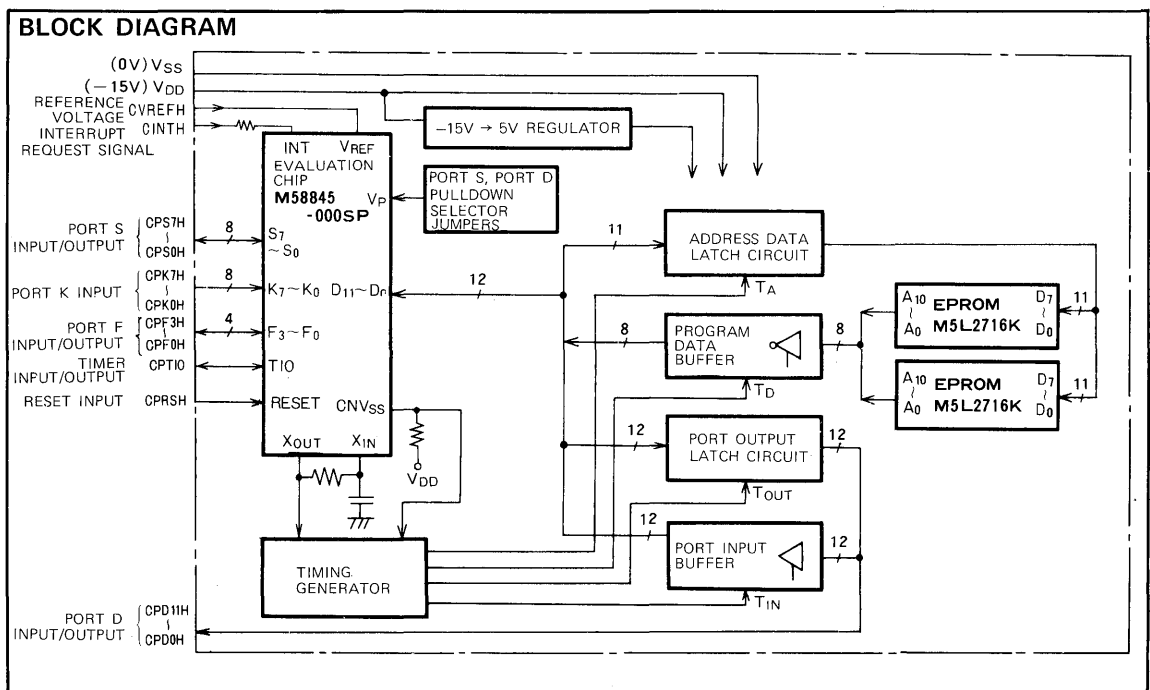 BLOCK DIAGRAM
(0V) VSS
(−15V) VDD
REFERENCE VOLTAGE CVREFH
INTERRUPT REQUEST SIGNAL CINTH
−15V → 5V REGULATOR
INT VREF
EVALUATION
CHIP
M58845
-000SP
VP
PORT S, PORT D
PULLDOWN
SELECTOR
JUMPERS
PORT S
INPUT/OUTPUT
CPS7H
~
CPS0H
8
S7
~S0
PORT K INPUT
CPK7H
~
CPK0H
8
K7~K0
D11~D0
12
PORT F
INPUT/OUTPUT
CPF3H
~
CPF0H
4
F3~F0
TIMER
INPUT/OUTPUT
CPTIO
TIO
RESET INPUT CPRSH
RESET
CNVSS
XOUT XIN
VDD
11
ADDRESS DATA
LATCH CIRCUIT
TA
8
PROGRAM
DATA
BUFFER
8
TD
A10
~
A0
EPROM
M5L2716K
D7
~
D0
11
A10
~
A0
EPROM
M5L2716K
D7
~
D0
11
12
PORT OUTPUT
LATCH CIRCUIT
12
TOUT
12
PORT INPUT
BUFFER
12
TIN
TIMING
GENERATOR
PORT D
INPUT/OUTPUT
CPD11H
~
CPD0H